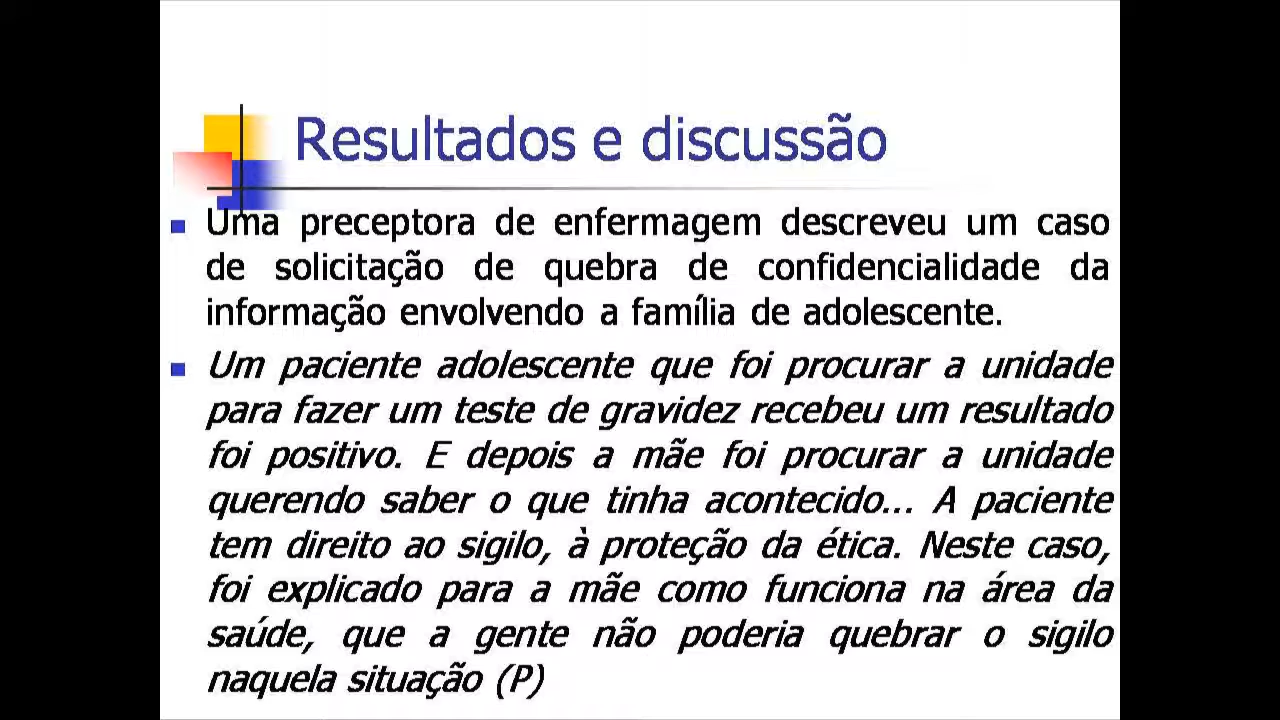 Resultados e discussão
Uma preceptora de enfermagem descreveu um caso
de solicitação de quebra de confidencialidade da
informação envolvendo a família de adolescente.
Um paciente adolescente que foi procurar a unidade
para fazer um teste de gravidez recebeu um resultado
foi positivo. E depois a mãe foi procurar a unidade
querendo saber o que tinha acontecido... A paciente
tem direito ao sigilo, à proteção da ética. Neste caso,
foi explicado para a mãe como funciona na área da
saúde, que a gente não poderia quebrar o sigilo
naquela situação (P)